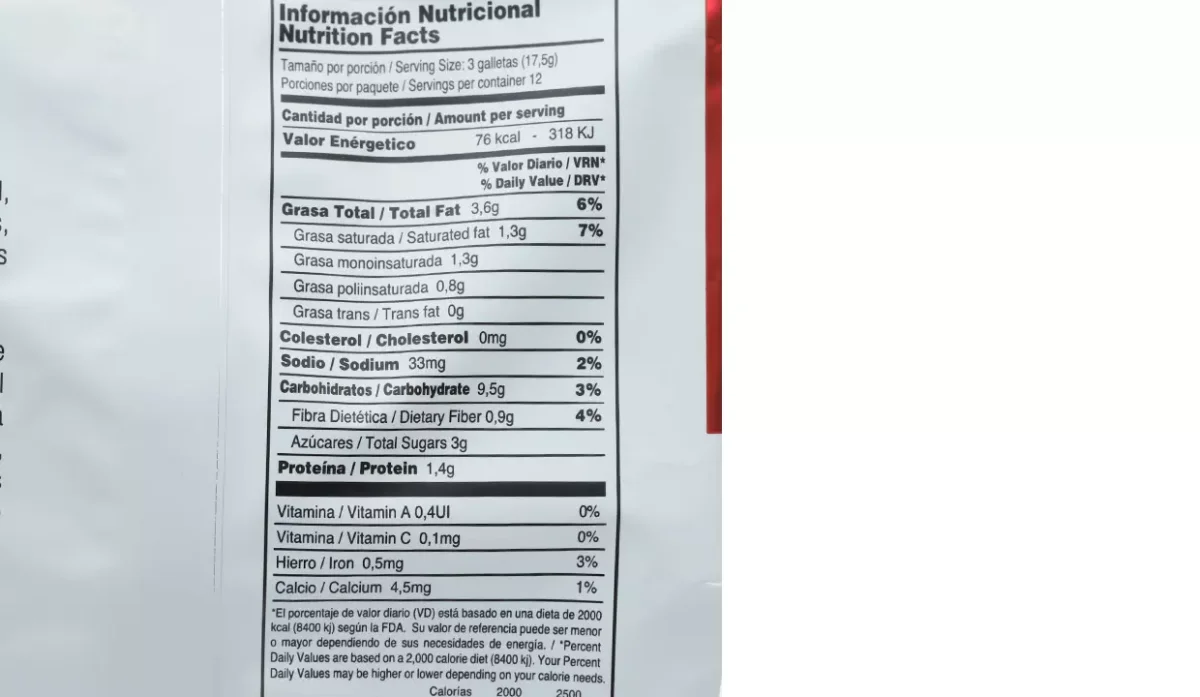 Información Nutricional
Nutrition Facts
Tamaño por porción / Serving Size: 3 galletas (17,5g)
Porciones por paquete / Servings per container 12
Cantidad por porción / Amount per serving
Valor Enérgetico 76 kcal - 318 KJ
% Valor Diario / VRN*
% Daily Value / DRV*
Grasa Total / Total Fat 3,6g 6%
Grasa saturada / Saturated fat 1,3g 7%
Grasa monoinsaturada 1,3g
Grasa poliinsaturada 0,8g
Grasa trans / Trans fat 0g
Colesterol / Cholesterol 0mg 0%
Sodio / Sodium 33mg 2%
Carbohidratos / Carbohydrate 9,5g 3%
Fibra Dietética / Dietary Fiber 0,9g 4%
Azúcares / Total Sugars 3g
Proteína / Protein 1,4g
Vitamina / Vitamin A 0,4UI 0%
Vitamina / Vitamin C 0,1mg 0%
Hierro / Iron 0,5mg 3%
Calcio / Calcium 4,5mg 1%
*El porcentaje de valor diario (VD) está basado en una dieta de 2000
kcal (8400 kj) según la FDA. Su valor de referencia puede ser menor
o mayor dependiendo de sus necesidades de energía. / *Percent
Daily Values are based on a 2,000 calorie diet (8400 kj). Your Percent
Daily Values may be higher or lower depending on your calorie needs.
Calorías 2000 2500